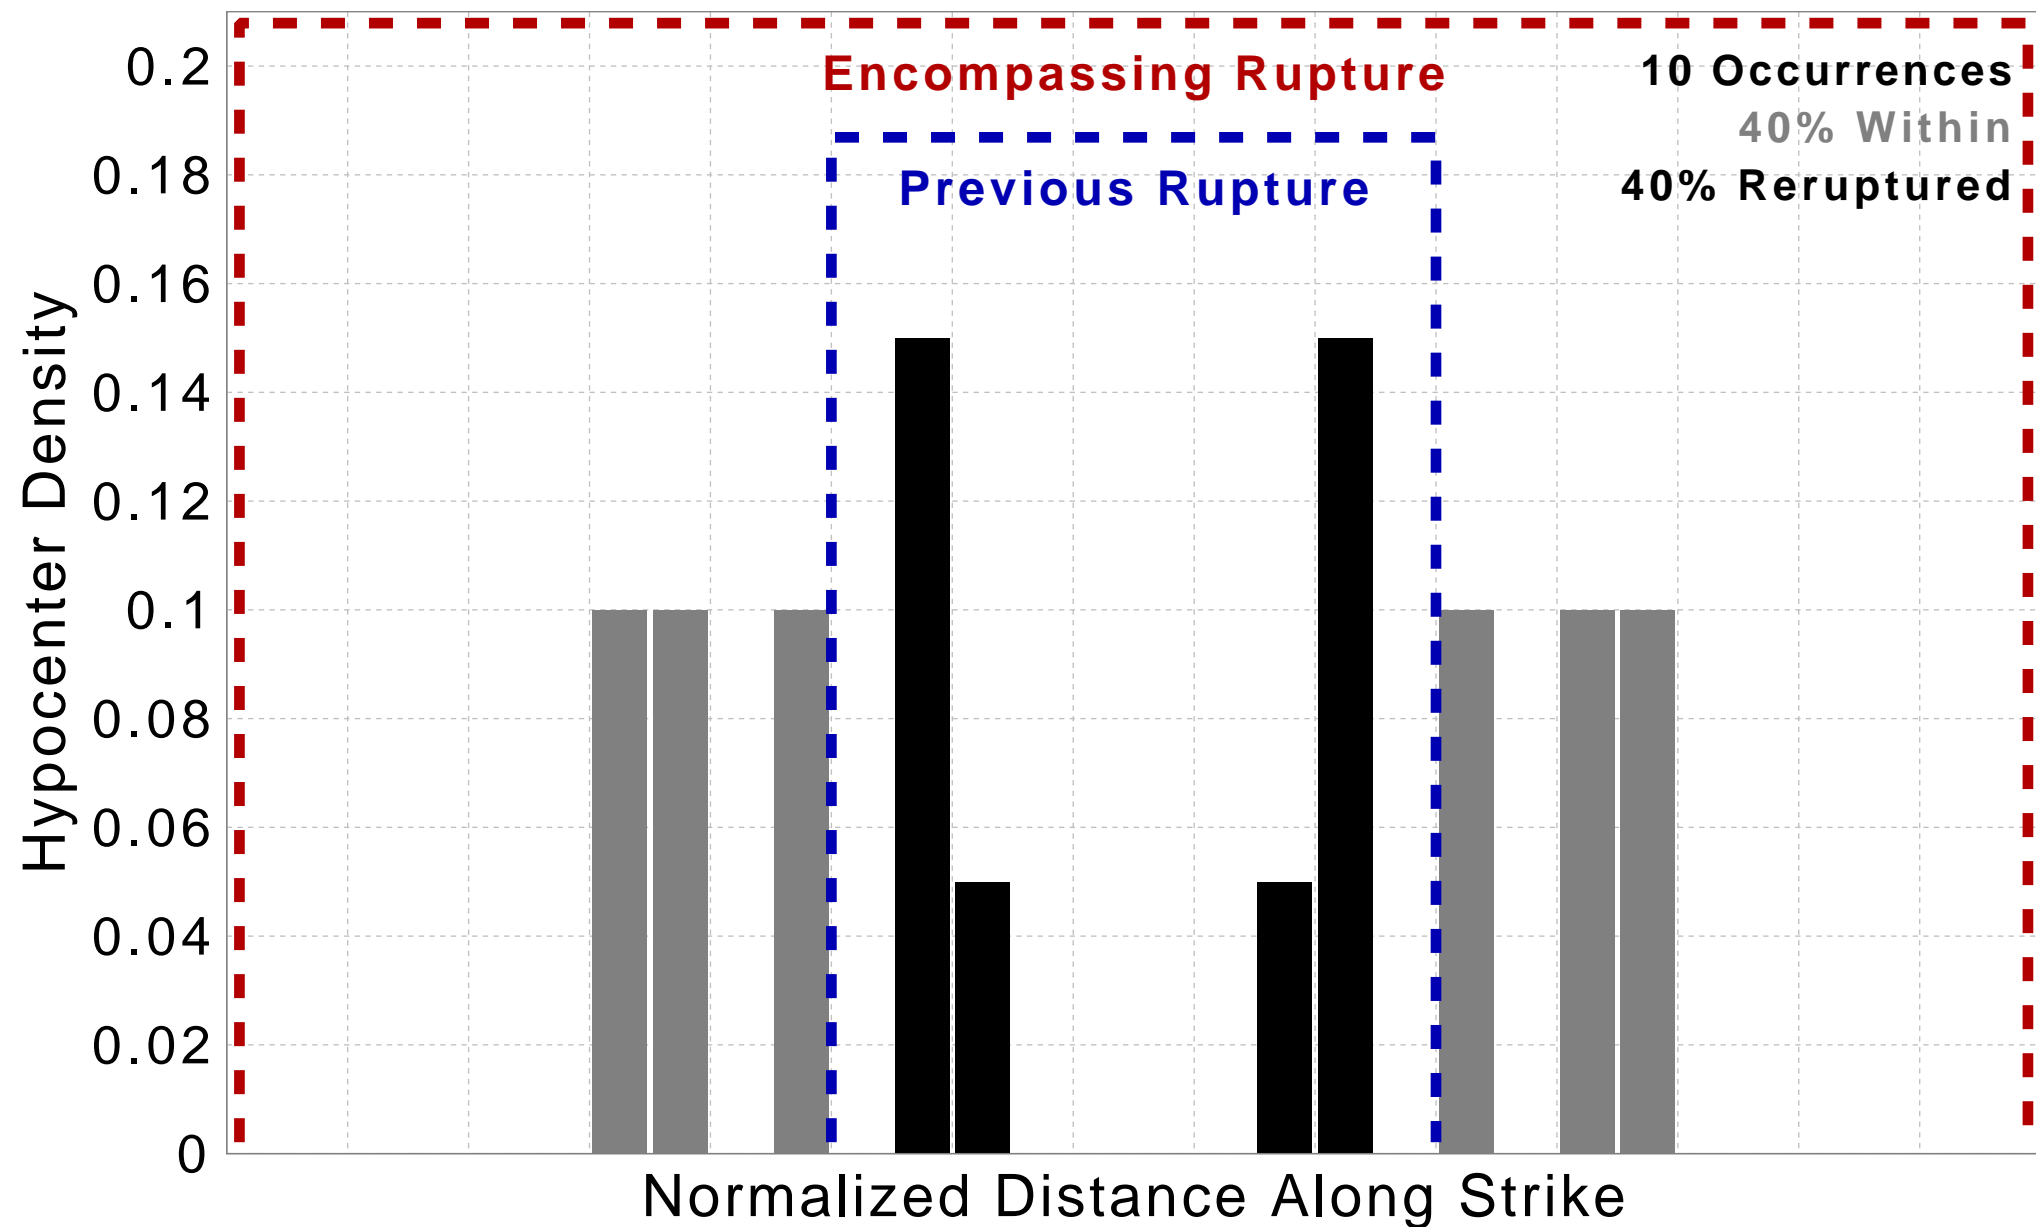 Encompassing Rupture
10 Occurrences
40% Within
Previous Rupture
40% Reruptured
Hypocenter Density
0.2
0.18
0.16
0.14
0.12
0.1
0.08
0.06
0.04
0.02
0
Normalized Distance Along Strike